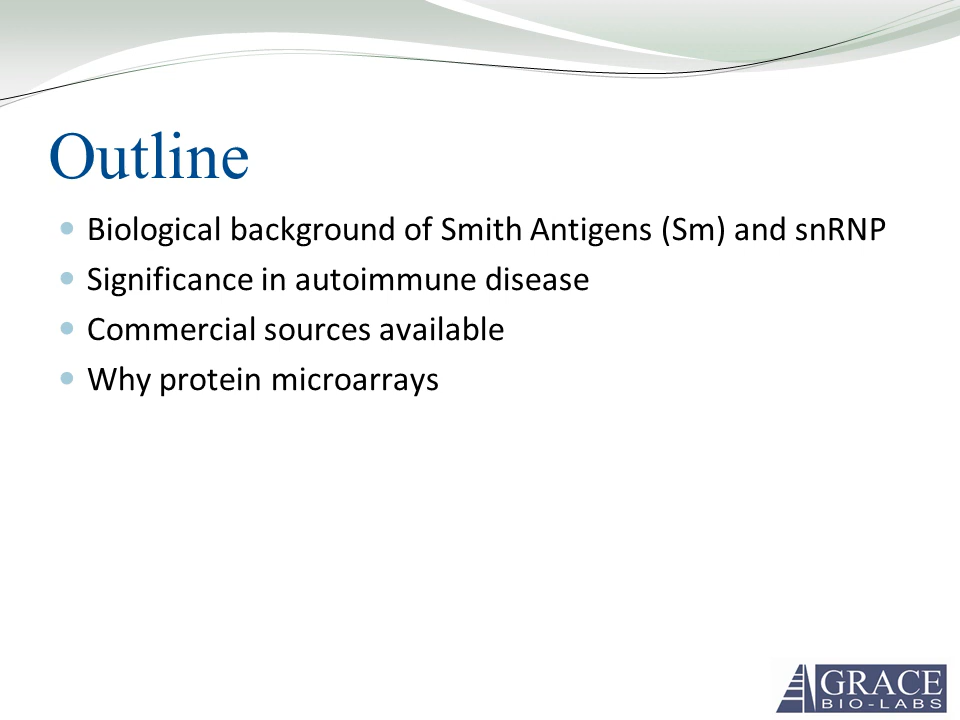 Outline
• Biological background of Smith Antigens (Sm) and snRNP
• Significance in autoimmune disease
• Commercial sources available
• Why protein microarrays
GRACE
BIO-LABS